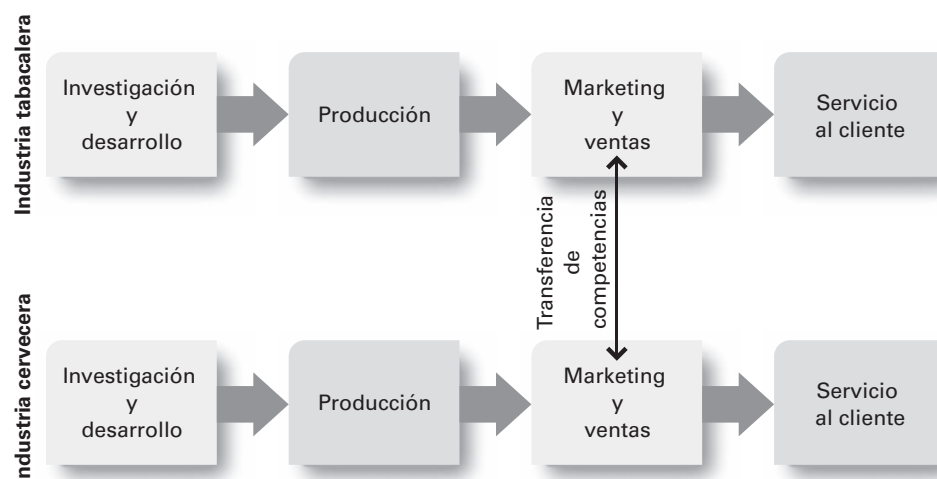 Industria tabacalera
Investigación
y
desarrollo
Producción
Marketing
y
ventas
Servicio
al cliente
Transferencia
de
competencias
ndustria cervecera
Investigación
y
desarrollo
Producción
Marketing
y
ventas
Servicio
al cliente